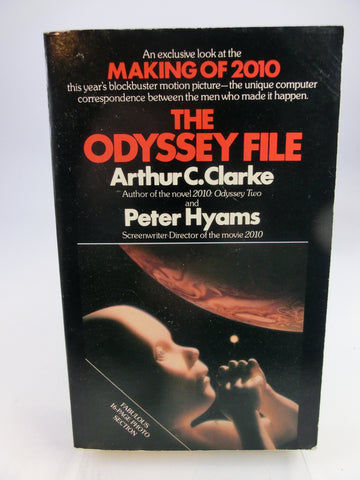 An exclusive look at the
MAKING OF 2010
this year's blockbuster motion picture—the unique computer
correspondence between the men who made it happen.
THE
ODYSSEY FILE
Arthur C. Clarke
Author of the novel 2010: Odyssey Two
and
Peter Hyams
Screenwriter-Director of the movie 2010
FABULOUS
16-PAGE PHOTO
SECTION